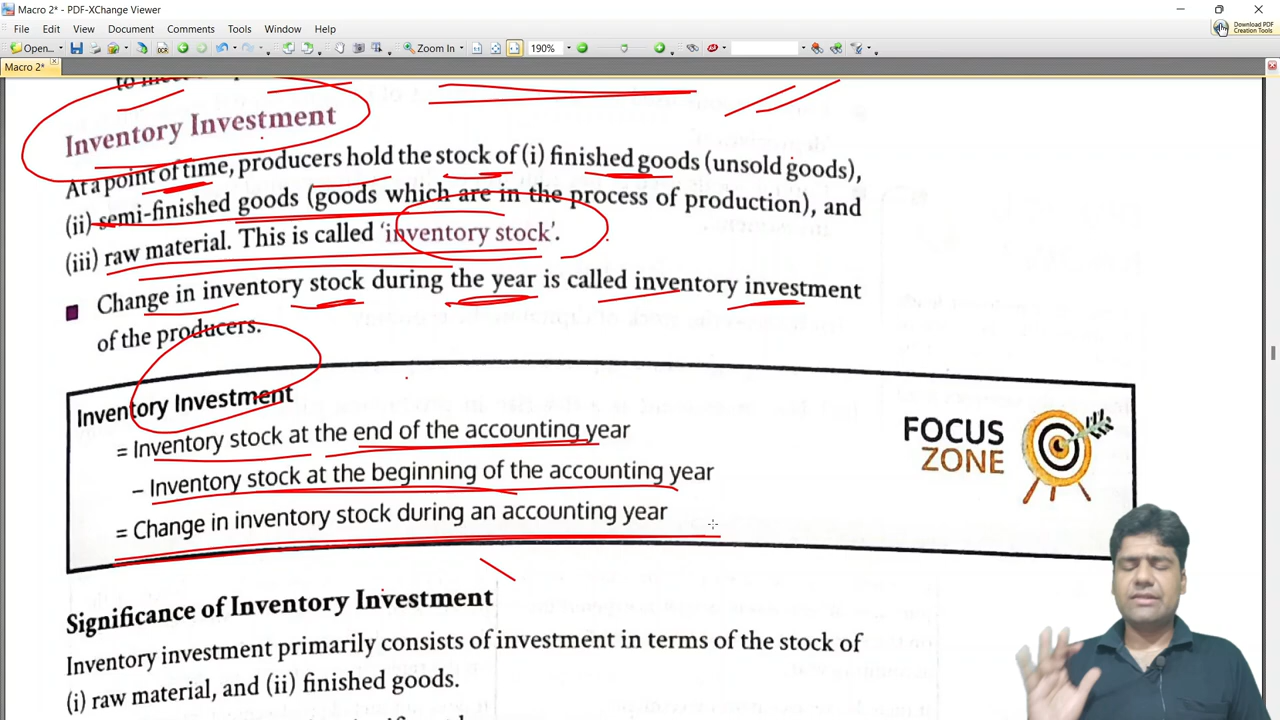 Macro 2* - PDF-XChange Viewer
File Edit View Document Comments Tools Window Help
Download PDF
Creation Tools
Open... Zoom In 190%
Macro 2*
to meet
Inventory Investment
At a point of time, producers hold the stock of (i) finished goods (unsold goods),
(ii) semi-finished goods (goods which are in the process of production), and
(iii) raw material. This is called ‘inventory stock’.
Change in inventory stock during the year is called inventory investment
of the producers.
Inventory Investment
= Inventory stock at the end of the accounting year
– Inventory stock at the beginning of the accounting year
= Change in inventory stock during an accounting year
FOCUS
ZONE
Significance of Inventory Investment
Inventory investment primarily consists of investment in terms of the stock of
(i) raw material, and (ii) finished goods.